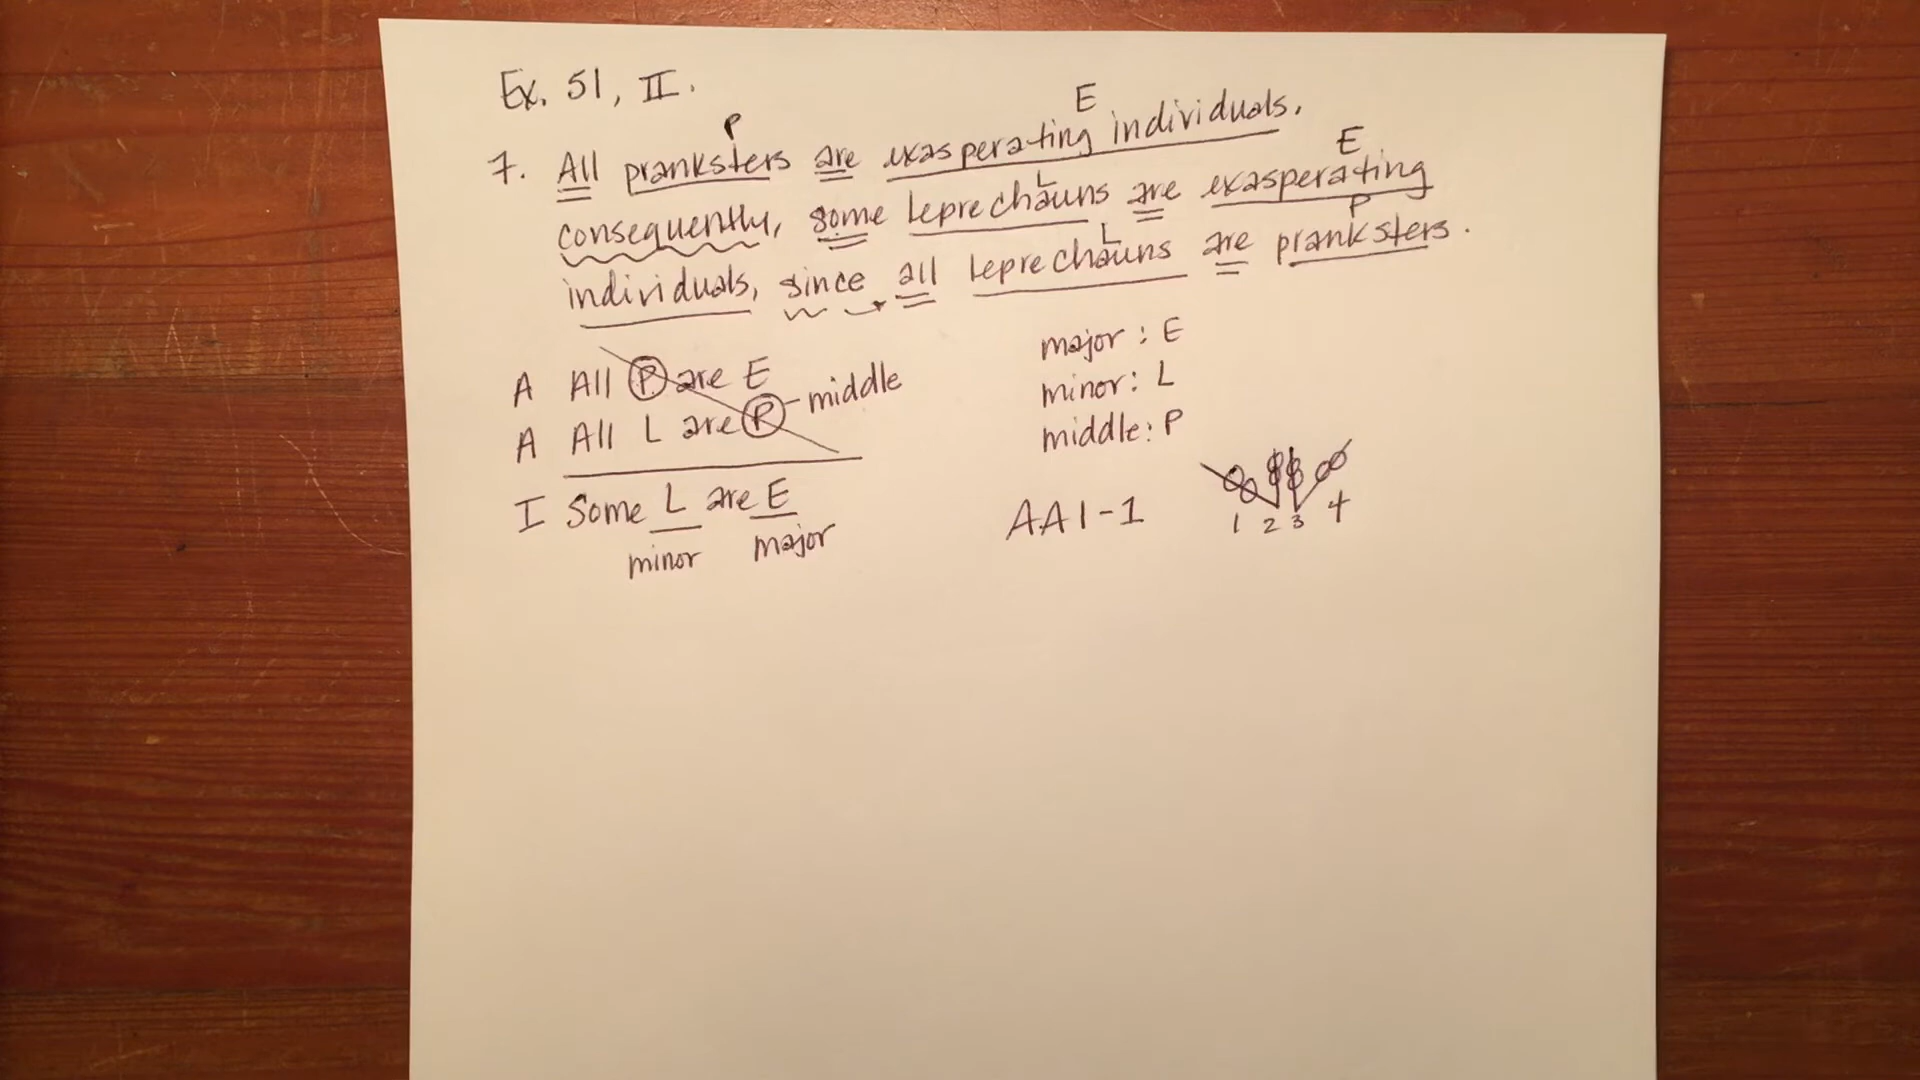 Ex. 51, II.
P E
7. All pranksters are exasperating individuals.
L E
consequently, some leprechauns are exasperating
L P
individuals, since all leprechauns are pranksters.
A All P are E
A All L are P - middle
I Some L are E
minor major
major: E
minor: L
middle: P
AAI-1
1 2 3 4